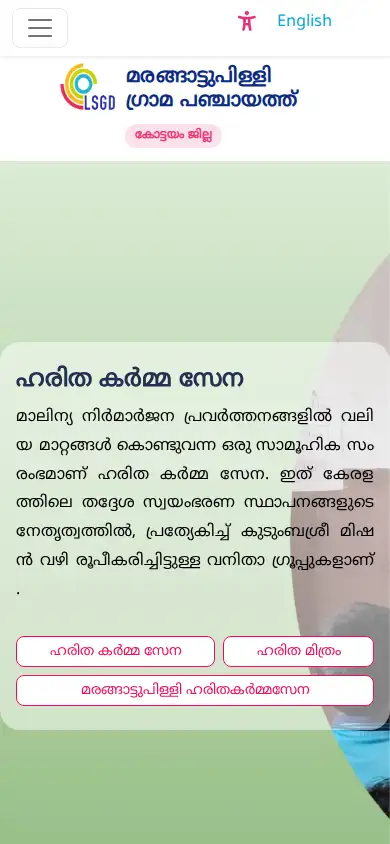 English
മരങ്ങാട്ടുപിള്ളി
ഗ്രാമ പഞ്ചായത്ത്
LSGD
കോട്ടയം ജില്ല
ഹരിത കർമ്മ സേന
മാലിന്യ നിർമാർജന പ്രവർത്തനങ്ങളിൽ വലി
യ മാറ്റങ്ങൾ കൊണ്ടുവന്ന ഒരു സാമൂഹിക സം
രംഭമാണ് ഹരിത കർമ്മ സേന. ഇത് കേരള
ത്തിലെ തദ്ദേശ സ്വയംഭരണ സ്ഥാപനങ്ങളുടെ
നേതൃത്വത്തിൽ, പ്രത്യേകിച്ച് കുടുംബശ്രീ മിഷ
ൻ വഴി രൂപീകരിച്ചിട്ടുള്ള വനിതാ ഗ്രൂപ്പുകളാണ്
.
ഹരിത കർമ്മ സേന
ഹരിത മിത്രം
മരങ്ങാട്ടുപിള്ളി ഹരിതകർമ്മസേന